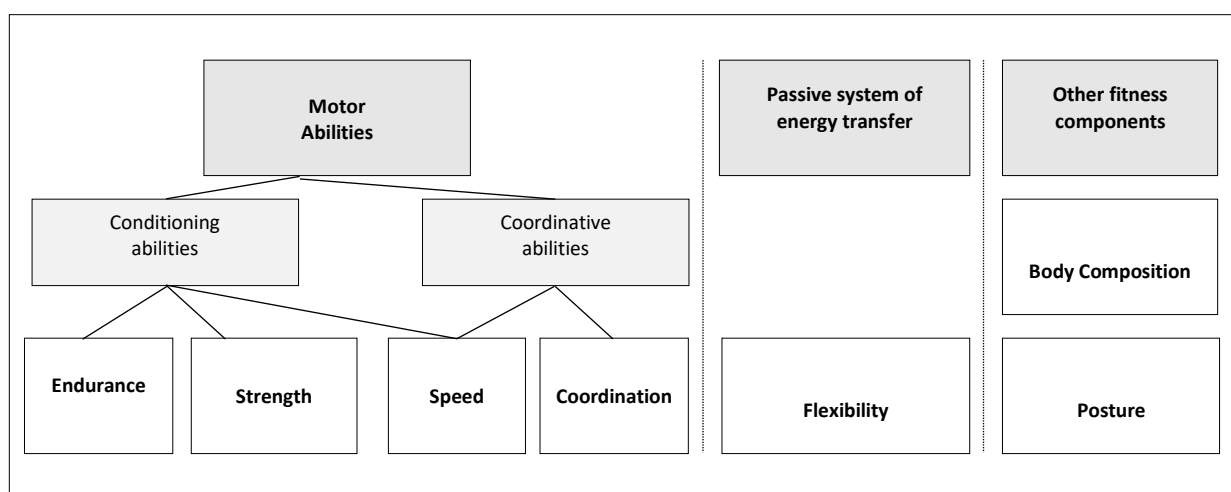 Motor
Abilities
Passive system of
energy transfer
Other fitness
components
Conditioning
abilities
Coordinative
abilities
Body Composition
Endurance
Strength
Speed
Coordination
Flexibility
Posture